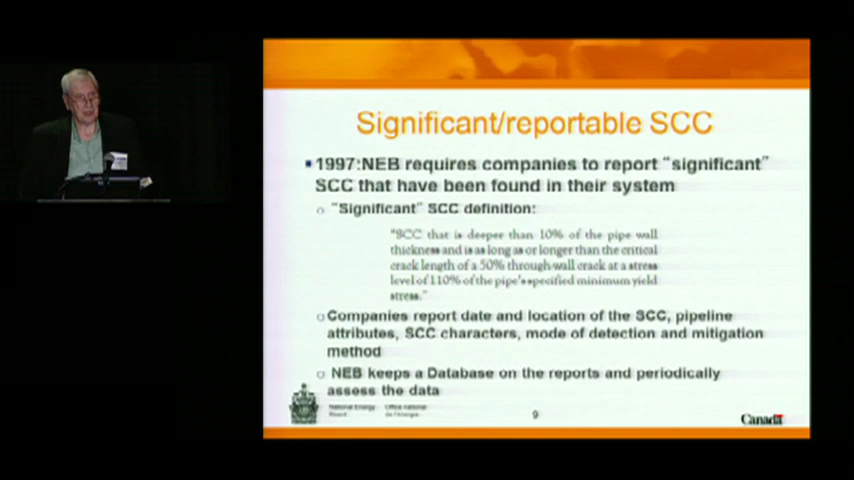 Significant/reportable SCC
▪ 1997:NEB requires companies to report “significant”
SCC that have been found in their system
○ “Significant” SCC definition:
“SCC that is deeper than 10% of the pipe wall
thickness and is as long as or longer than the critical
crack length of a 50% through-wall crack at a stress
level of 110% of the pipe's specified minimum yield
stress.”
○ Companies report date and location of the SCC, pipeline
attributes, SCC characters, mode of detection and mitigation
method
○ NEB keeps a Database on the reports and periodically
assess the data
National Energy Office national
Board de l'énergie
9
Canada